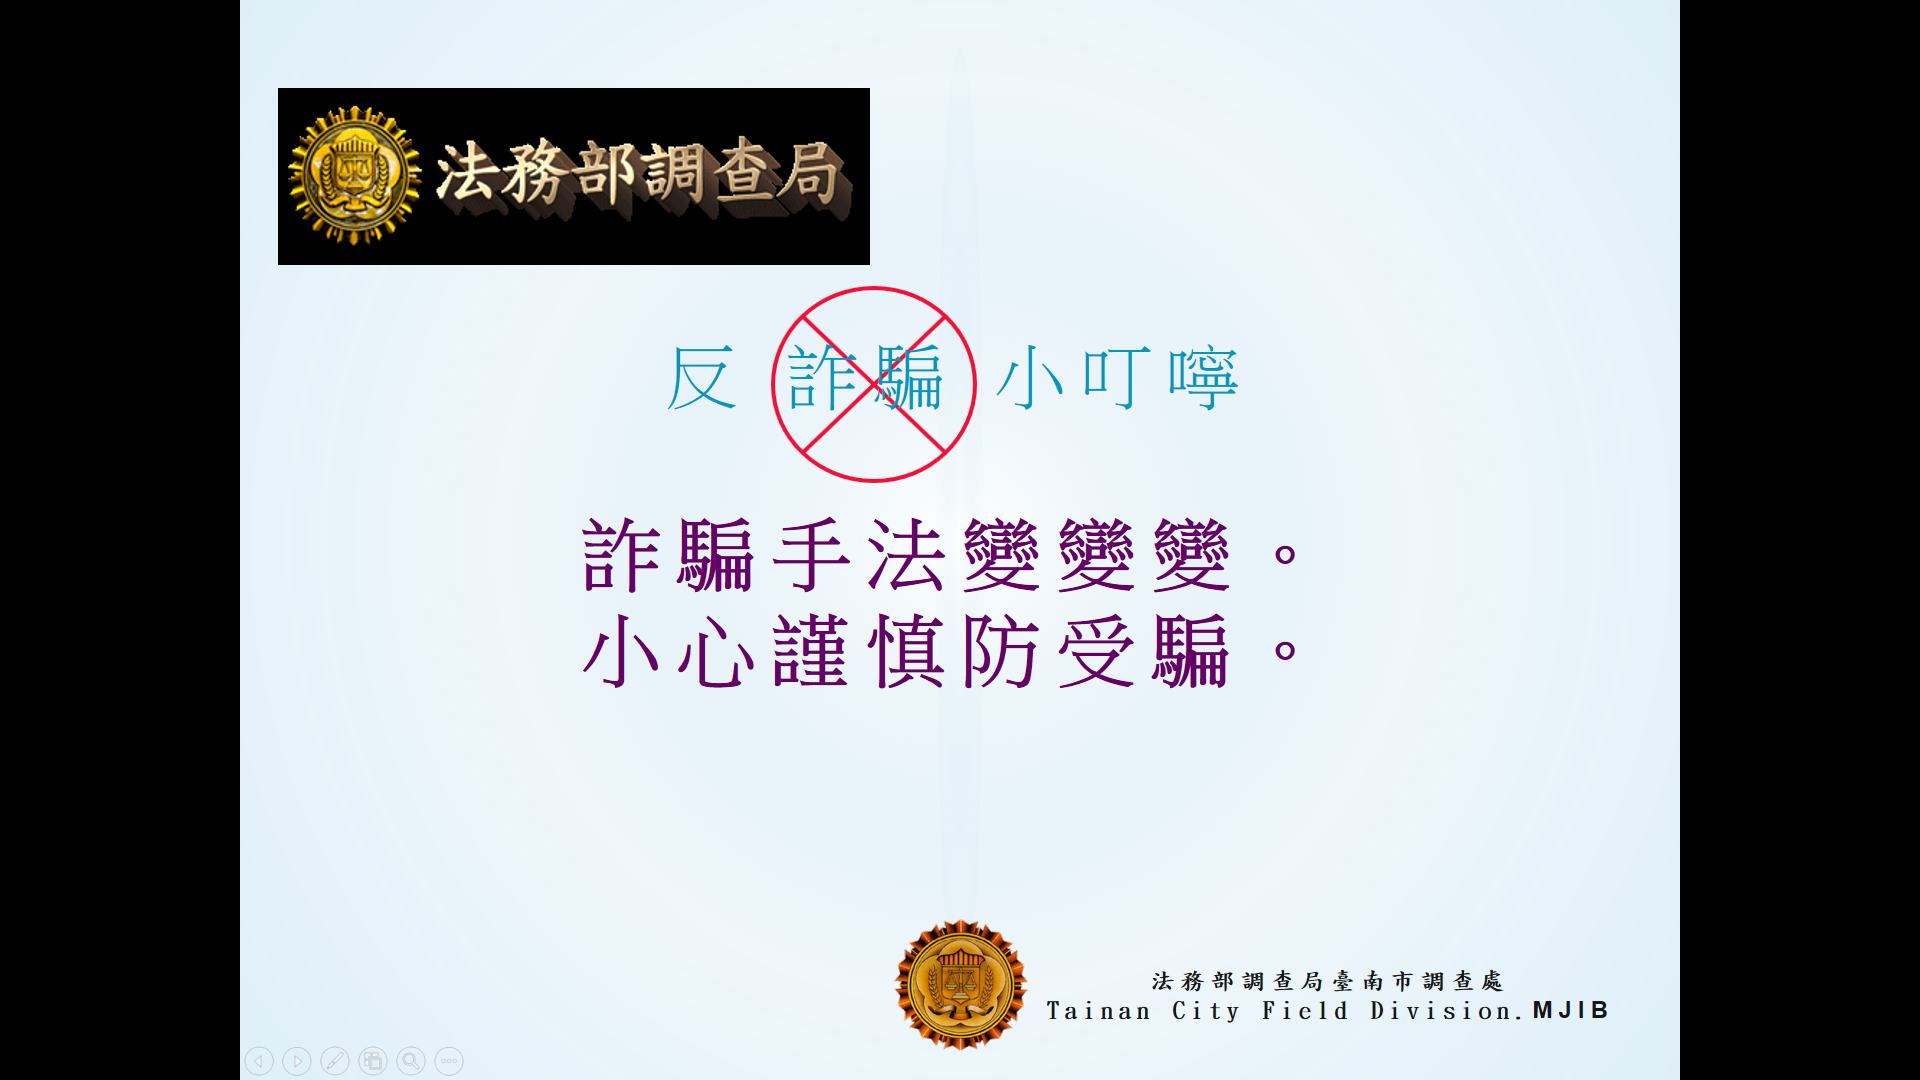 法務部調查局
反 詐騙 小叮嚀
詐騙手法變變變。
小心謹慎防受騙。
法務部調查局臺南市調查處
Tainan City Field Division.MJIB